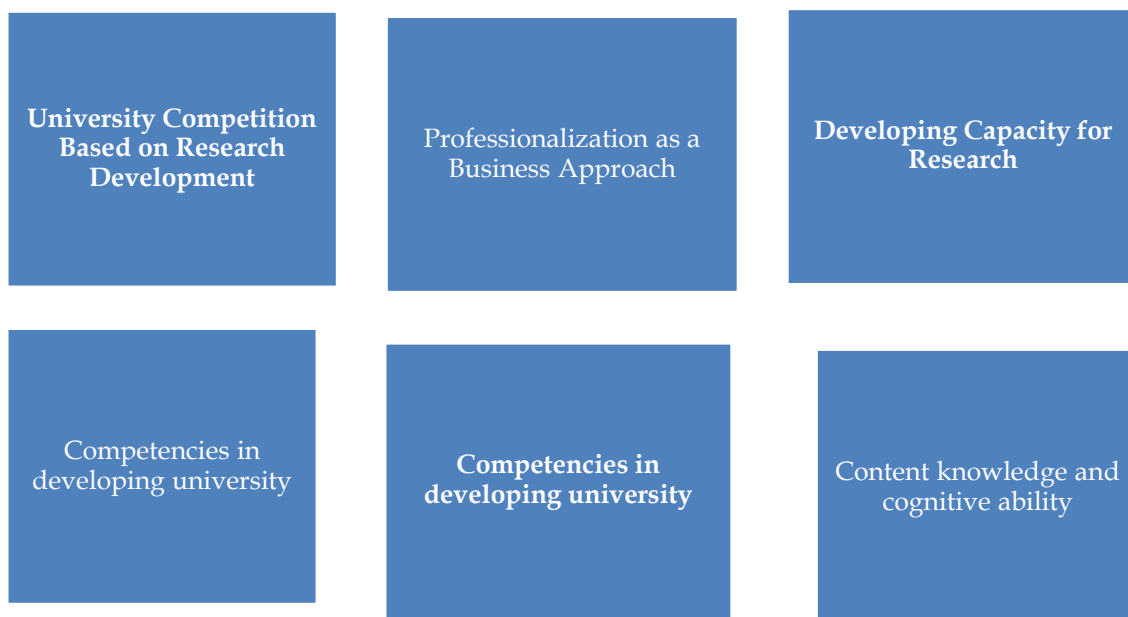 University Competition
Based on Research
Development
Professionalization as a
Business Approach
Developing Capacity for
Research
Competencies in
developing university
Competencies in
developing university
Content knowledge and
cognitive ability